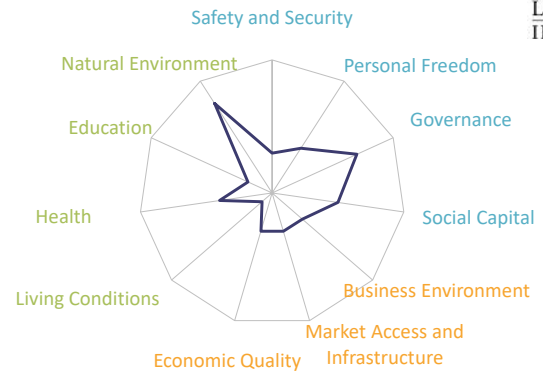 Safety and Security
Natural Environment
Personal Freedom
Education
Governance
Health
Social Capital
Living Conditions
Business Environment
Market Access and
Infrastructure
Economic Quality